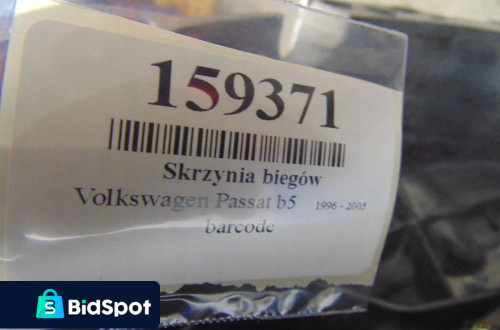 159371
Skrzynia biegów
Volkswagen Passat b5 1996 - 2005
barcode
BidSpot